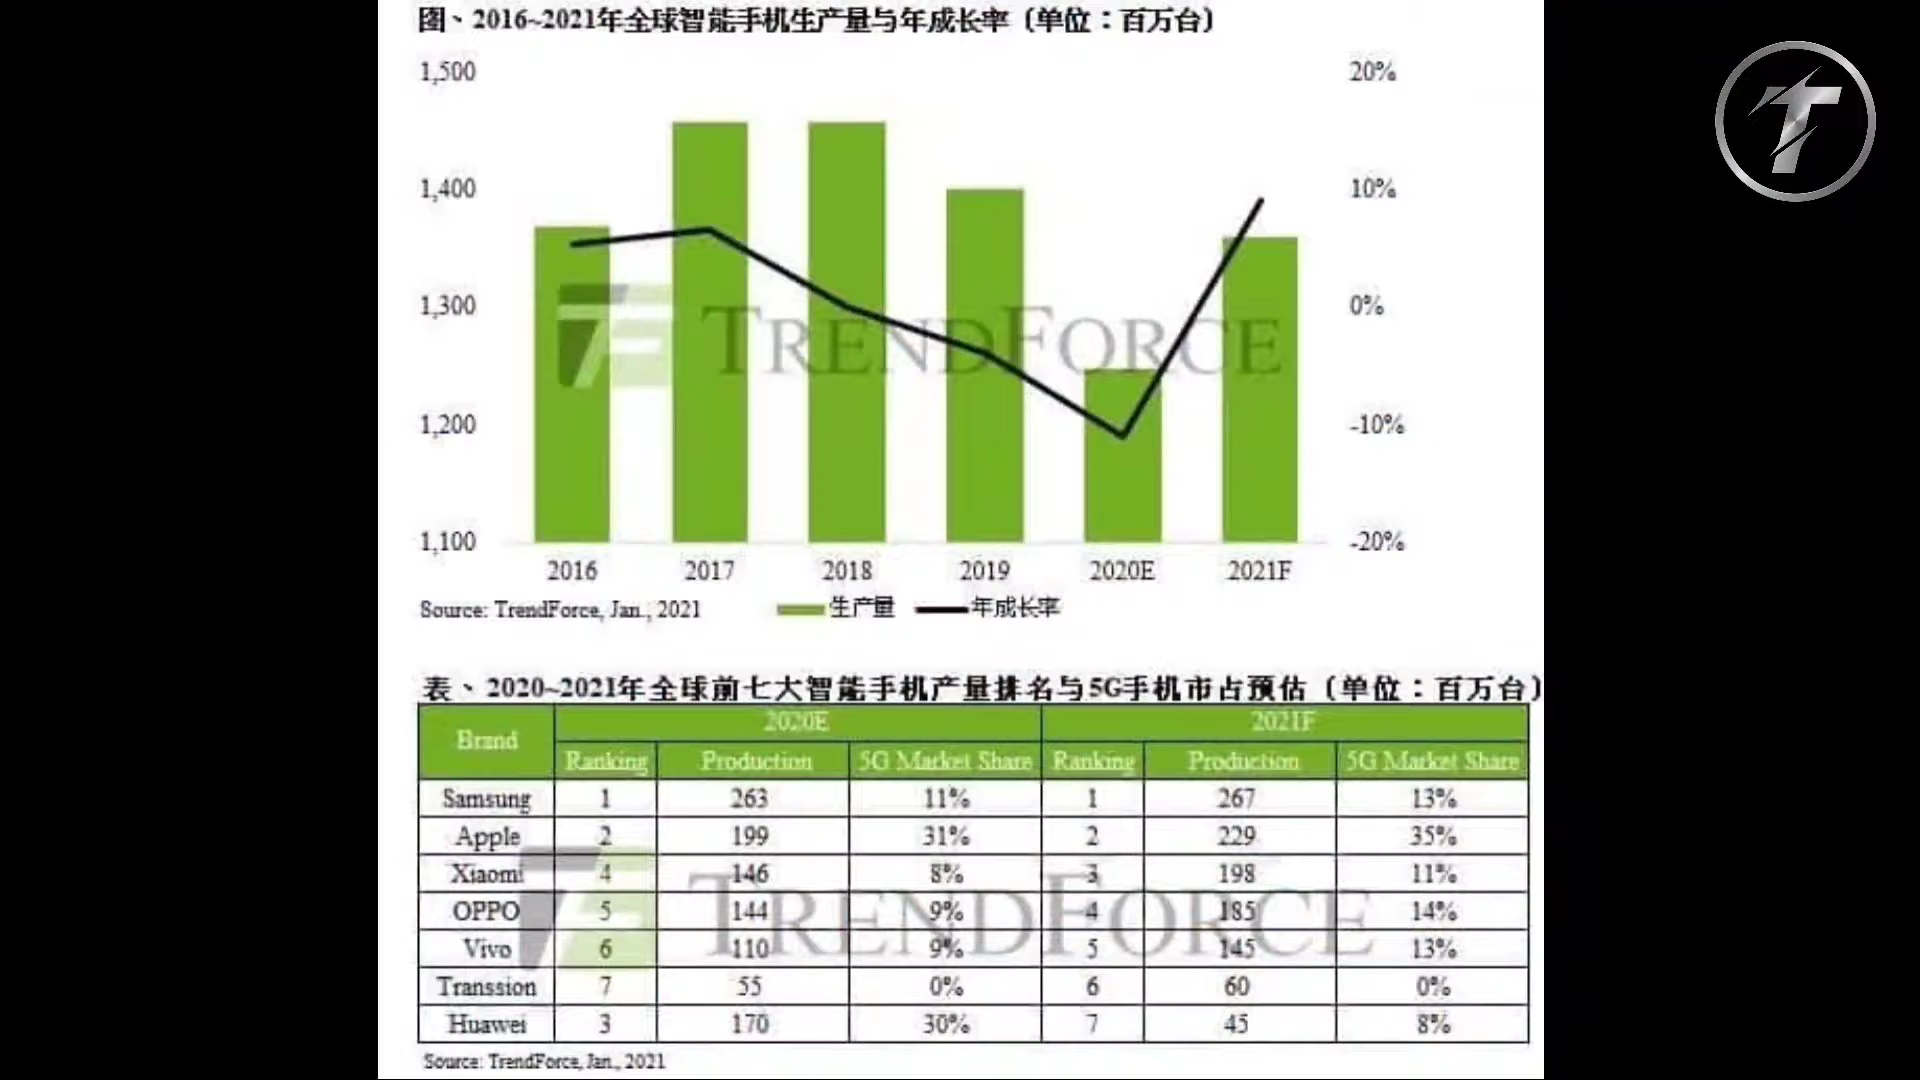 图、2016~2021年全球智能手机生产量与年成长率（单位：百万台）
1,500 20%
1,400 10%
1,300 0%
1,200 -10%
1,100 -20%
TRENDFORCE
2016 2017 2018 2019 2020E 2021F
Source: TrendForce, Jan., 2021 生产量 年成长率
表、2020~2021年全球前七大智能手机产量排名与5G手机市占预估（单位：百万台）
Brand 2020E 2021F
Ranking Production 5G Market Share Ranking Production 5G Market Share
Samsung 1 263 11% 1 267 13%
Apple 2 199 31% 2 229 35%
Xiaomi 4 146 8% 3 198 11%
OPPO 5 144 9% 4 185 14%
Vivo 6 110 9% 5 145 13%
Transsion 7 55 0% 6 60 0%
Huawei 3 170 30% 7 45 8%
TRENDFORCE
Source: TrendForce, Jan., 2021